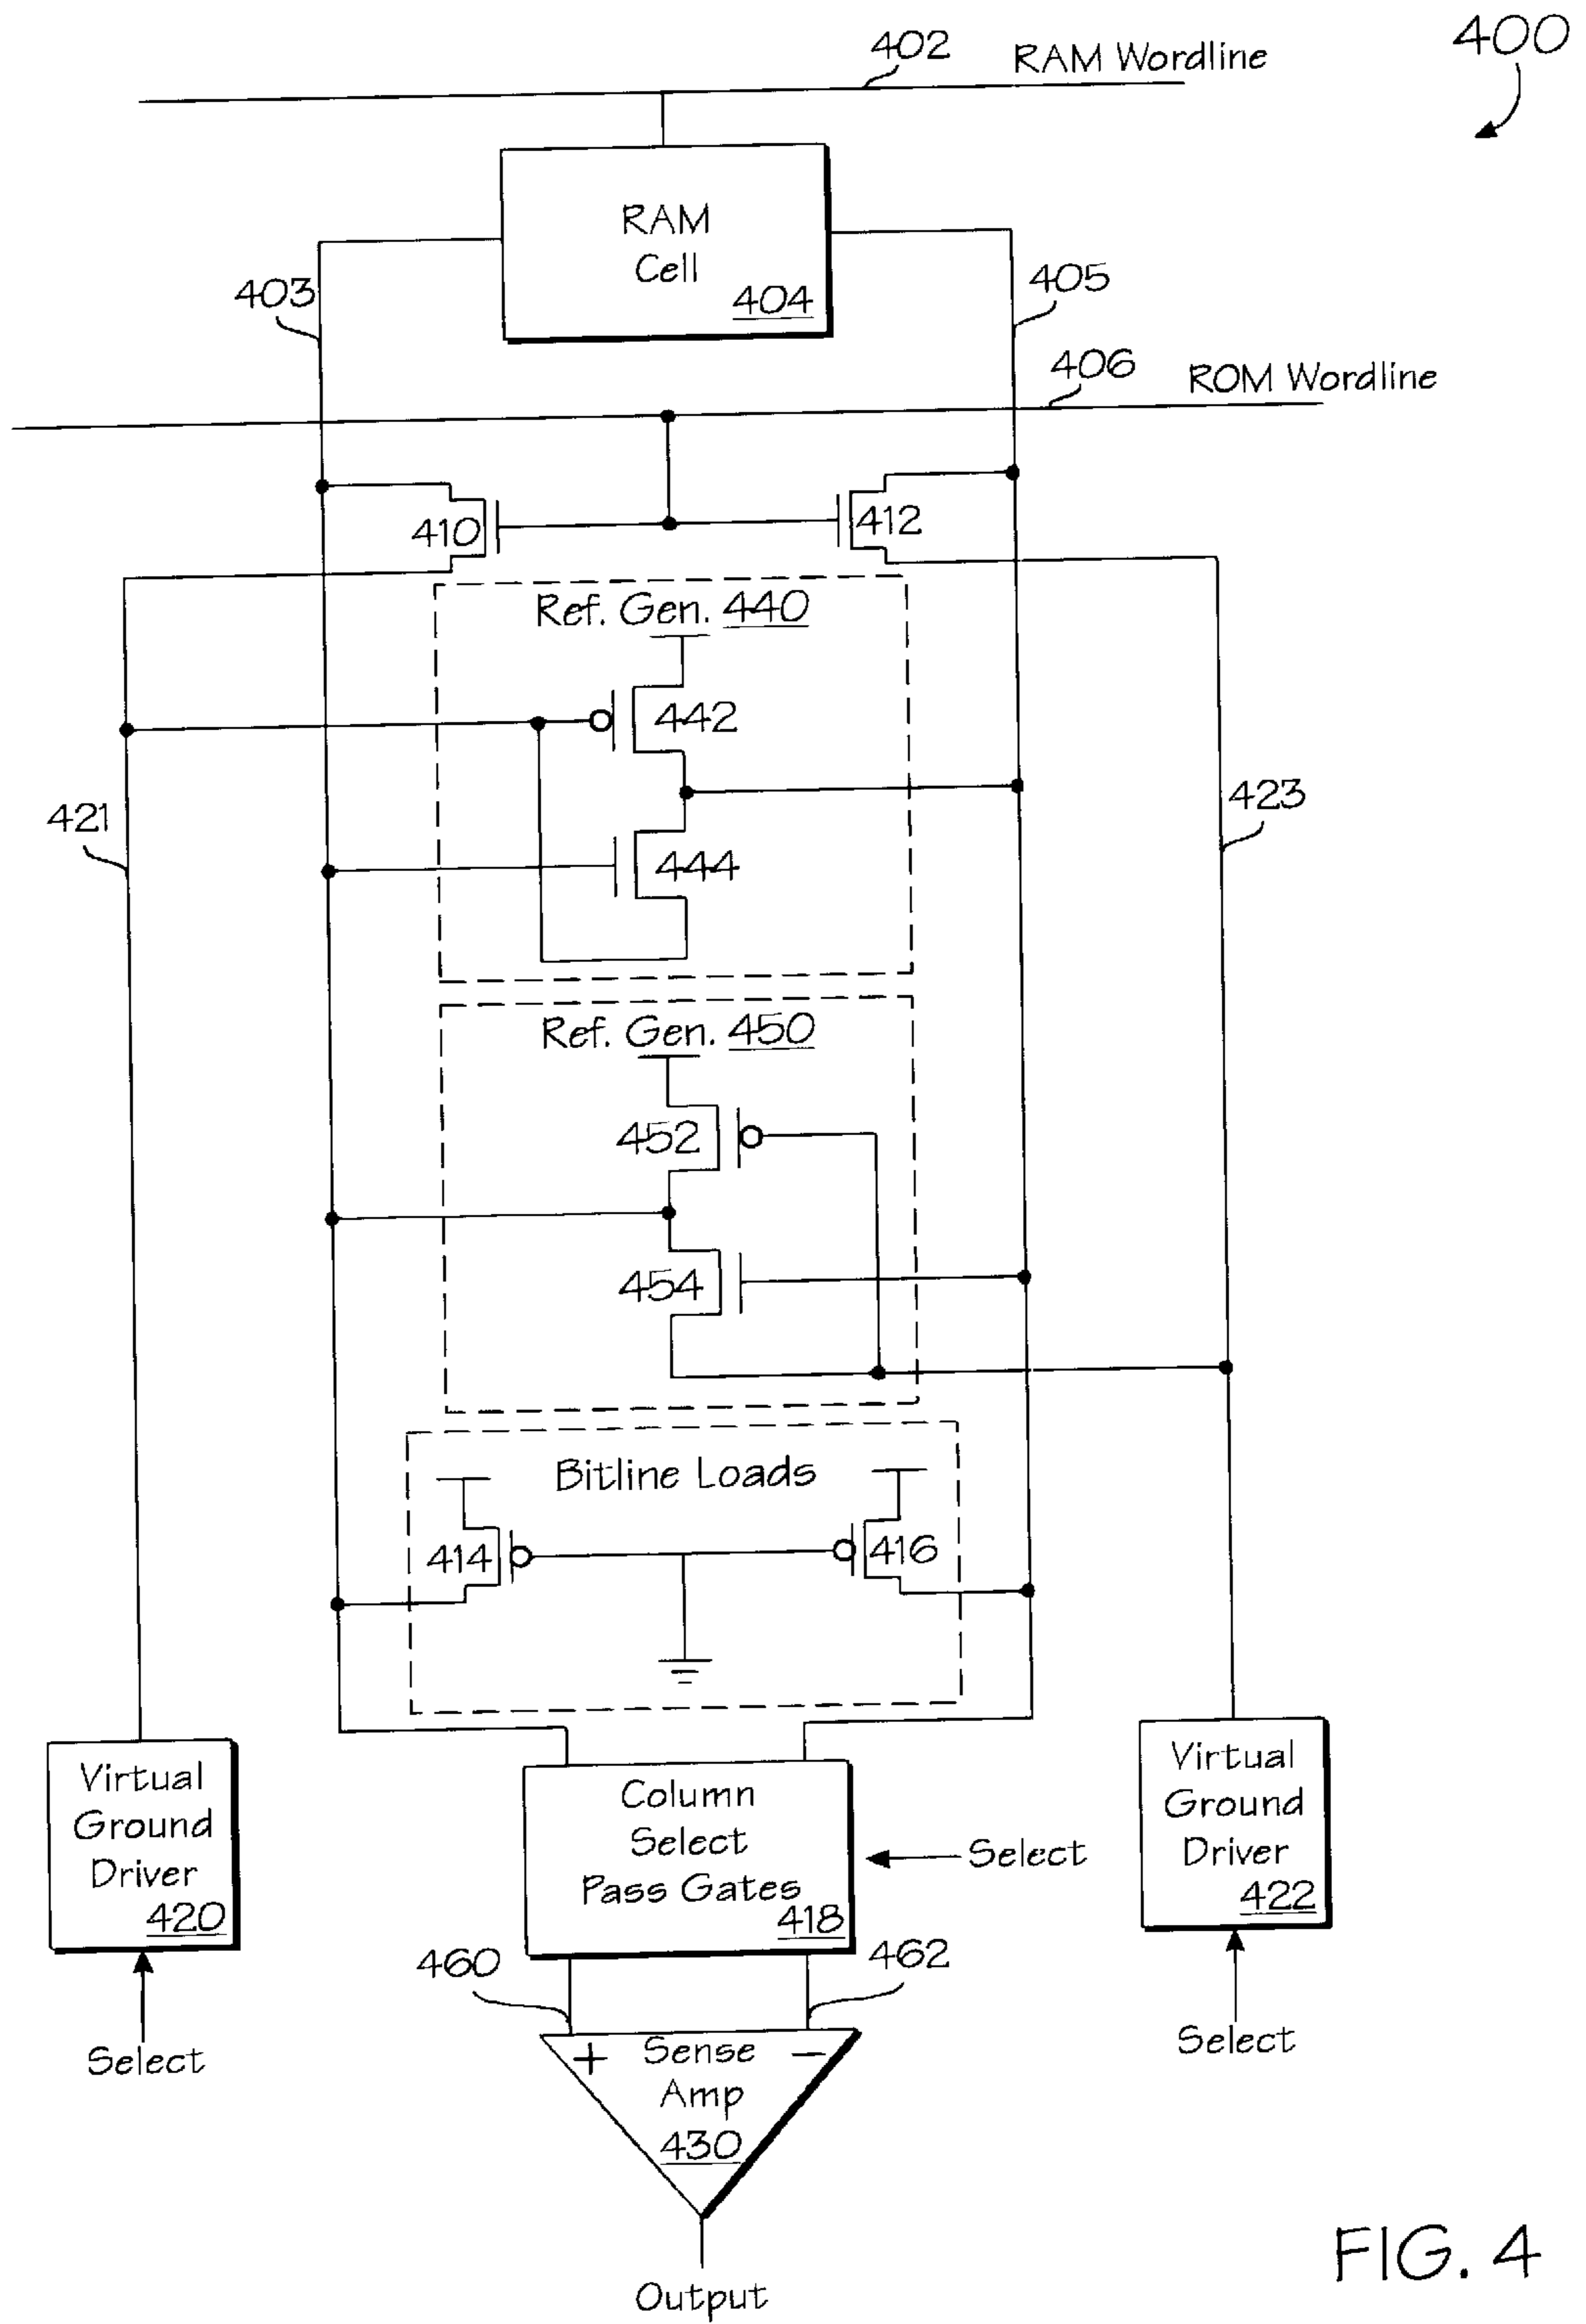 400
402
RAM Wordline
RAM
Cell
404
403
405
406
ROM Wordline
410
412
Ref. Gen. 440
442
421
423
444
Ref. Gen. 450
452
454
Bitline Loads
414
416
Virtual
Ground
Driver
420
Select
Column
Select
Pass Gates
418
Select
Virtual
Ground
Driver
422
Select
460
462
+ Sense −
Amp
430
Output
FIG. 4